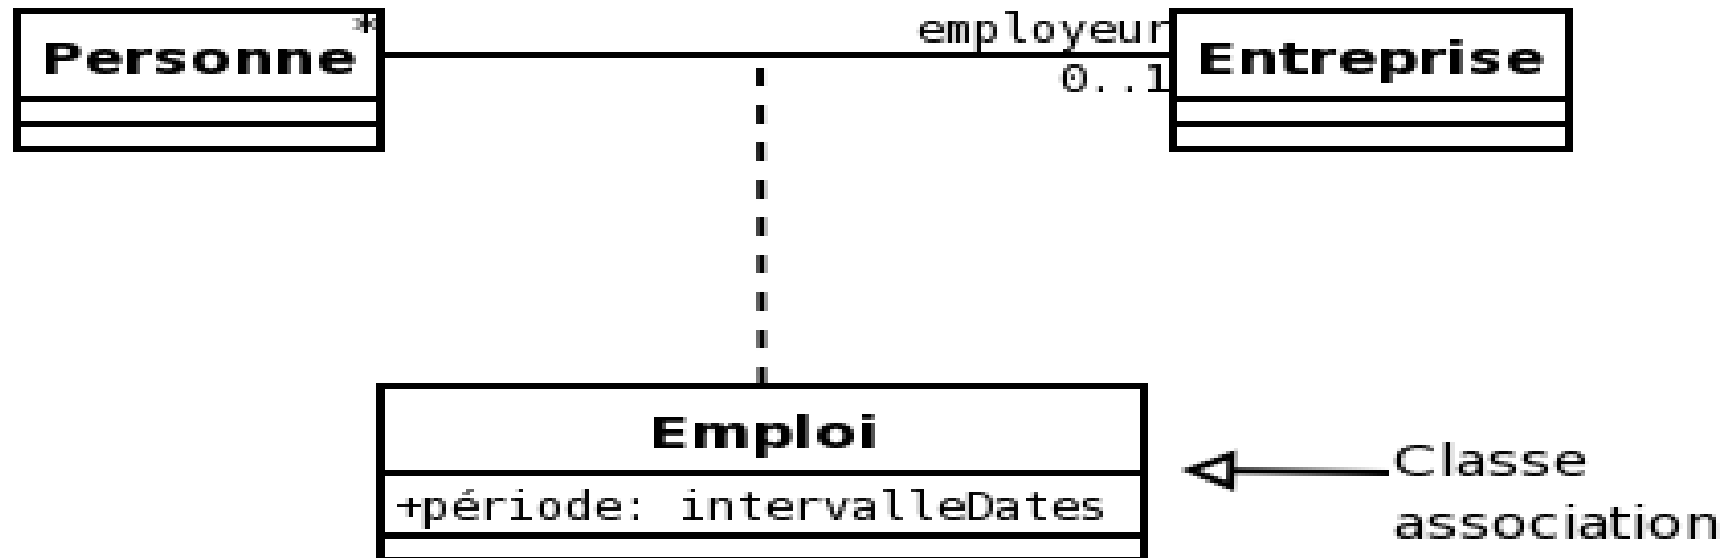 *
Personne
employeur
0..1
Entreprise
Emploi
+période: intervalleDates
Classe
association